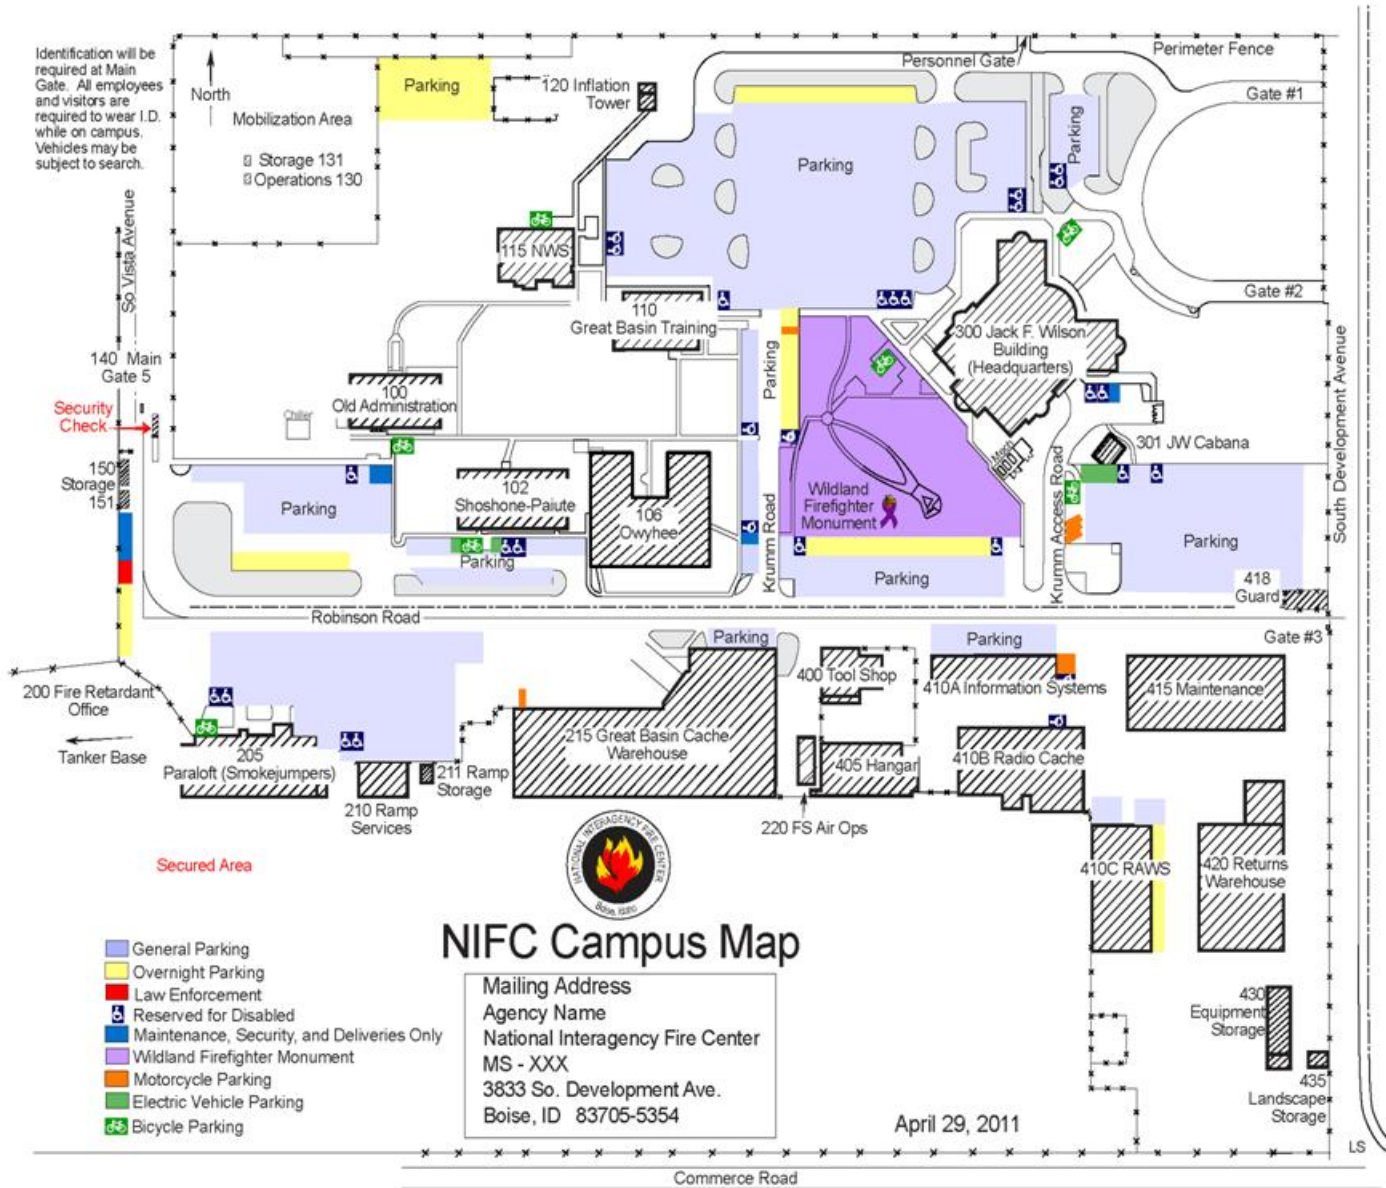 Identification will be
required at Main
Gate. All employees
and visitors are
required to wear I.D.
while on campus.
Vehicles may be
subject to search.
North
Mobilization Area
Storage 131
Operations 130
Parking
120 Inflation
Tower
Personnel Gate
Perimeter Fence
Gate #1
Parking
Parking
So Vista Avenue
115 NWS
Gate #2
110
Great Basin Training
140 Main
Gate 5
Security
Check
100
Old Administration
Chiller
Parking
300 Jack F. Wilson
Building
(Headquarters)
South Development Avenue
301 JW Cabana
Mech
150
Storage
151
Parking
102
Shoshone-Paiute
106
Owyhee
Krumm Road
Wildland
Firefighter
Monument
Krumm Access Road
Parking
Parking
Parking
418
Guard
Robinson Road
Gate #3
Parking
Parking
200 Fire Retardant
Office
Tanker Base
205
Paraloft (Smokejumpers)
210 Ramp
Services
211 Ramp
Storage
215 Great Basin Cache
Warehouse
400 Tool Shop
405 Hangar
220 FS Air Ops
410A Information Systems
410B Radio Cache
415 Maintenance
410C RAWS
420 Returns
Warehouse
Secured Area
NATIONAL INTERAGENCY FIRE CENTER
Boise, Idaho
NIFC Campus Map
General Parking
Overnight Parking
Law Enforcement
Reserved for Disabled
Maintenance, Security, and Deliveries Only
Wildland Firefighter Monument
Motorcycle Parking
Electric Vehicle Parking
Bicycle Parking
Mailing Address
Agency Name
National Interagency Fire Center
MS - XXX
3833 So. Development Ave.
Boise, ID 83705-5354
April 29, 2011
430
Equipment
Storage
435
Landscape
Storage
LS
Commerce Road